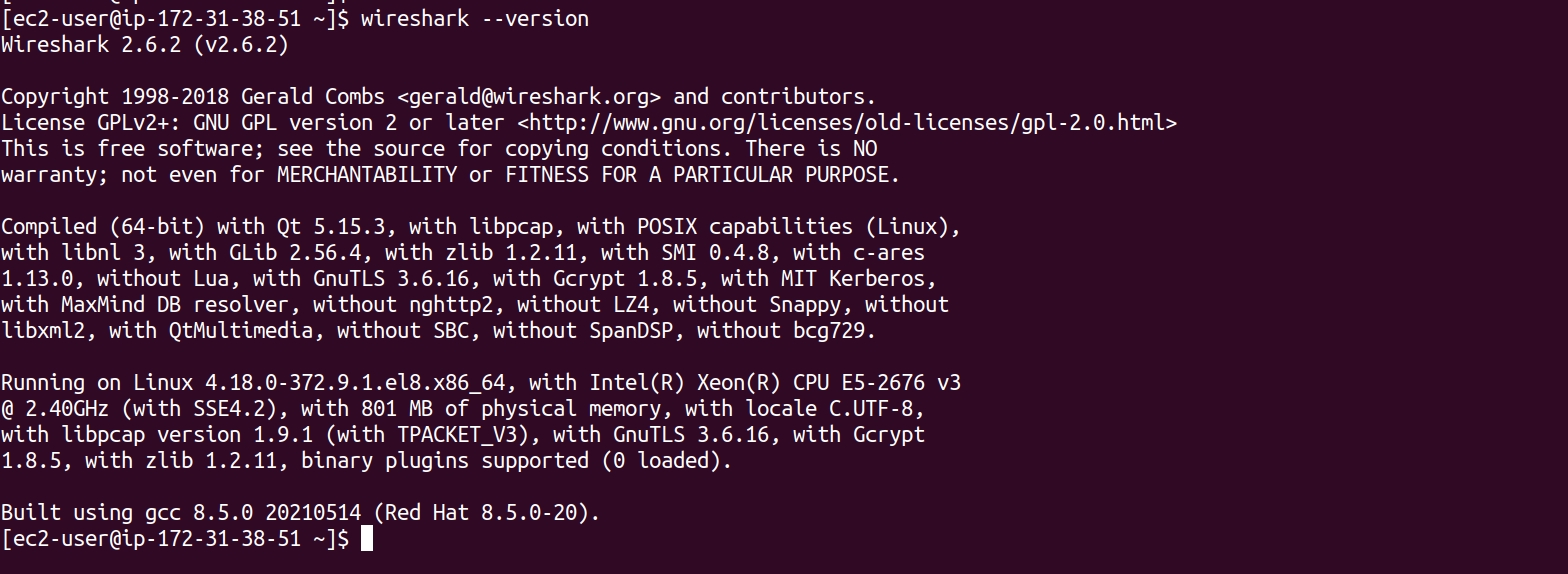 [ec2-user@ip-172-31-38-51 ~]$ wireshark --version
Wireshark 2.6.2 (v2.6.2)
Copyright 1998-2018 Gerald Combs <gerald@wireshark.org> and contributors.
License GPLv2+: GNU GPL version 2 or later <http://www.gnu.org/licenses/old-licenses/gpl-2.0.html>
This is free software; see the source for copying conditions. There is NO
warranty; not even for MERCHANTABILITY or FITNESS FOR A PARTICULAR PURPOSE.
Compiled (64-bit) with Qt 5.15.3, with libpcap, with POSIX capabilities (Linux),
with libnl 3, with GLib 2.56.4, with zlib 1.2.11, with SMI 0.4.8, with c-ares
1.13.0, without Lua, with GnuTLS 3.6.16, with Gcrypt 1.8.5, with MIT Kerberos,
with MaxMind DB resolver, without nghttp2, without LZ4, without Snappy, without
libxml2, with QtMultimedia, without SBC, without SpanDSP, without bcg729.
Running on Linux 4.18.0-372.9.1.el8.x86_64, with Intel(R) Xeon(R) CPU E5-2676 v3
@ 2.40GHz (with SSE4.2), with 801 MB of physical memory, with locale C.UTF-8,
with libpcap version 1.9.1 (with TPACKET_V3), with GnuTLS 3.6.16, with Gcrypt
1.8.5, with zlib 1.2.11, binary plugins supported (0 loaded).
Built using gcc 8.5.0 20210514 (Red Hat 8.5.0-20).
[ec2-user@ip-172-31-38-51 ~]$